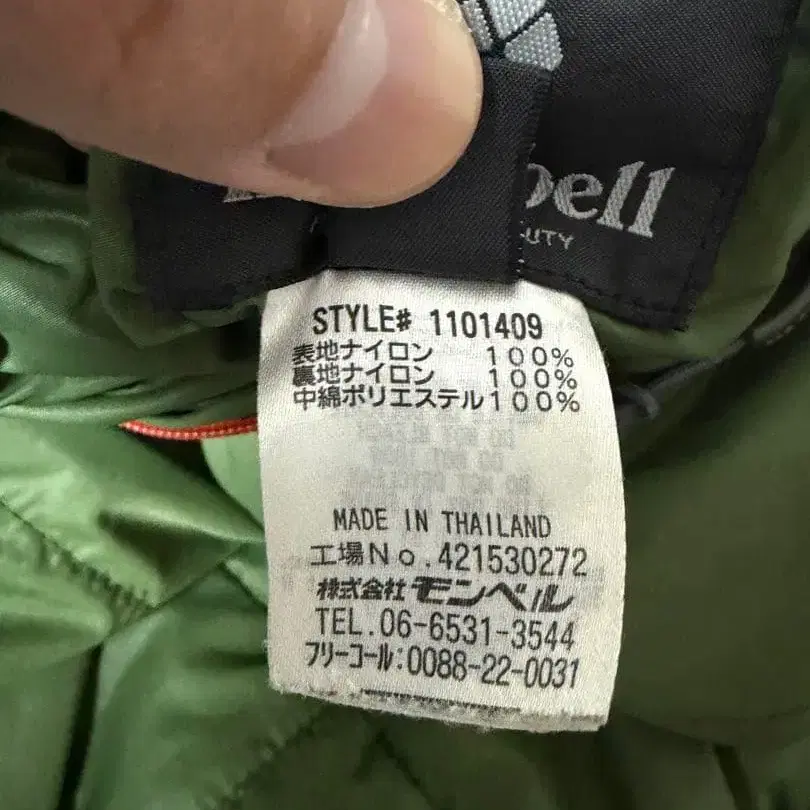 bell
UTY
STYLE# 1101409
表地ナイロン 100%
裏地ナイロン 100%
中綿ポリエステル100%
MADE IN THAILAND
工場No.421530272
株式会社モンベル
TEL.06-6531-3544
フリーコール:0088-22-0031